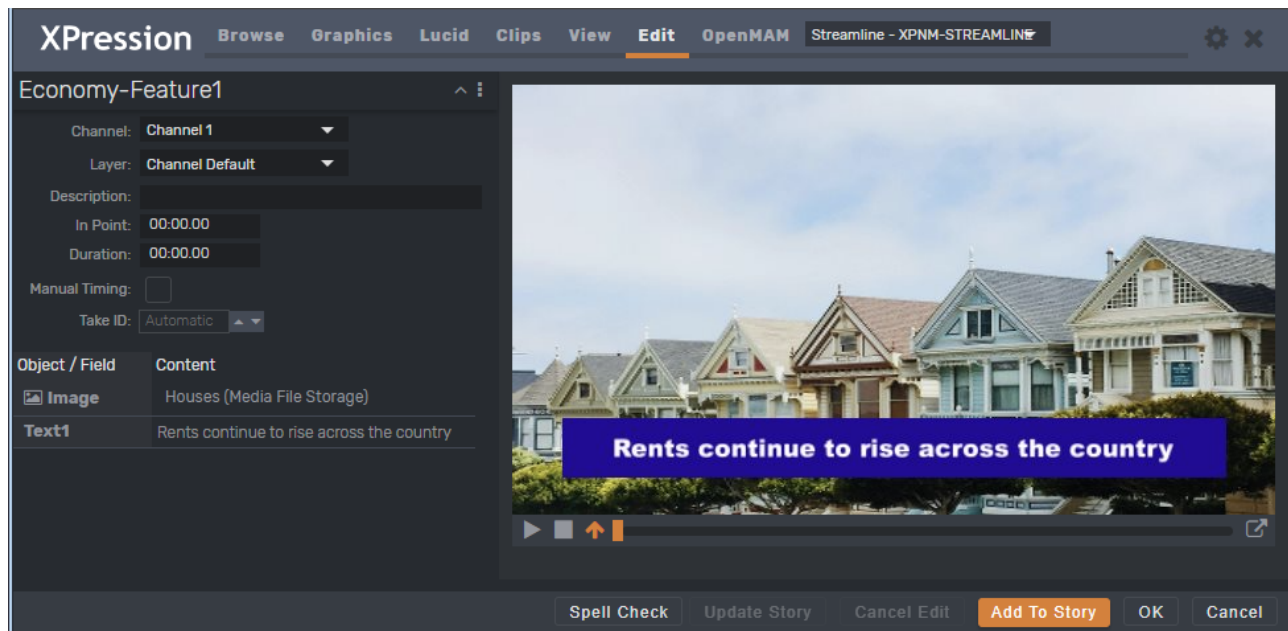 XPression Browse Graphics Lucid Clips View Edit OpenMAM Streamline - XPNM-STREAMLINE
Economy-Feature1
Channel: Channel 1
Layer: Channel Default
Description:
In Point: 00:00.00
Duration: 00:00.00
Manual Timing:
Take ID: Automatic
Object / Field Content
Image Houses (Media File Storage)
Text1 Rents continue to rise across the country
Rents continue to rise across the country
Spell Check Update Story Cancel Edit Add To Story OK Cancel